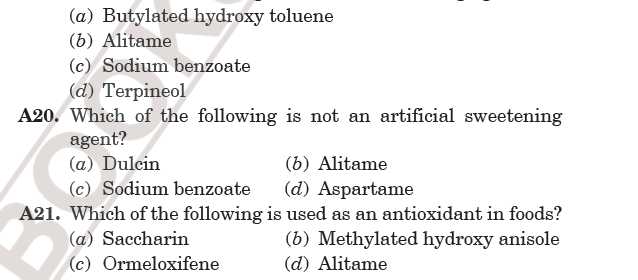 (a) Butylated hydroxy toluene
(b) Alitame
(c) Sodium benzoate
(d) Terpineol
A20. Which of the following is not an artificial sweetening
agent?
(a) Dulcin (b) Alitame
(c) Sodium benzoate (d) Aspartame
A21. Which of the following is used as an antioxidant in foods?
(a) Saccharin (b) Methylated hydroxy anisole
(c) Ormeloxifene (d) Alitame